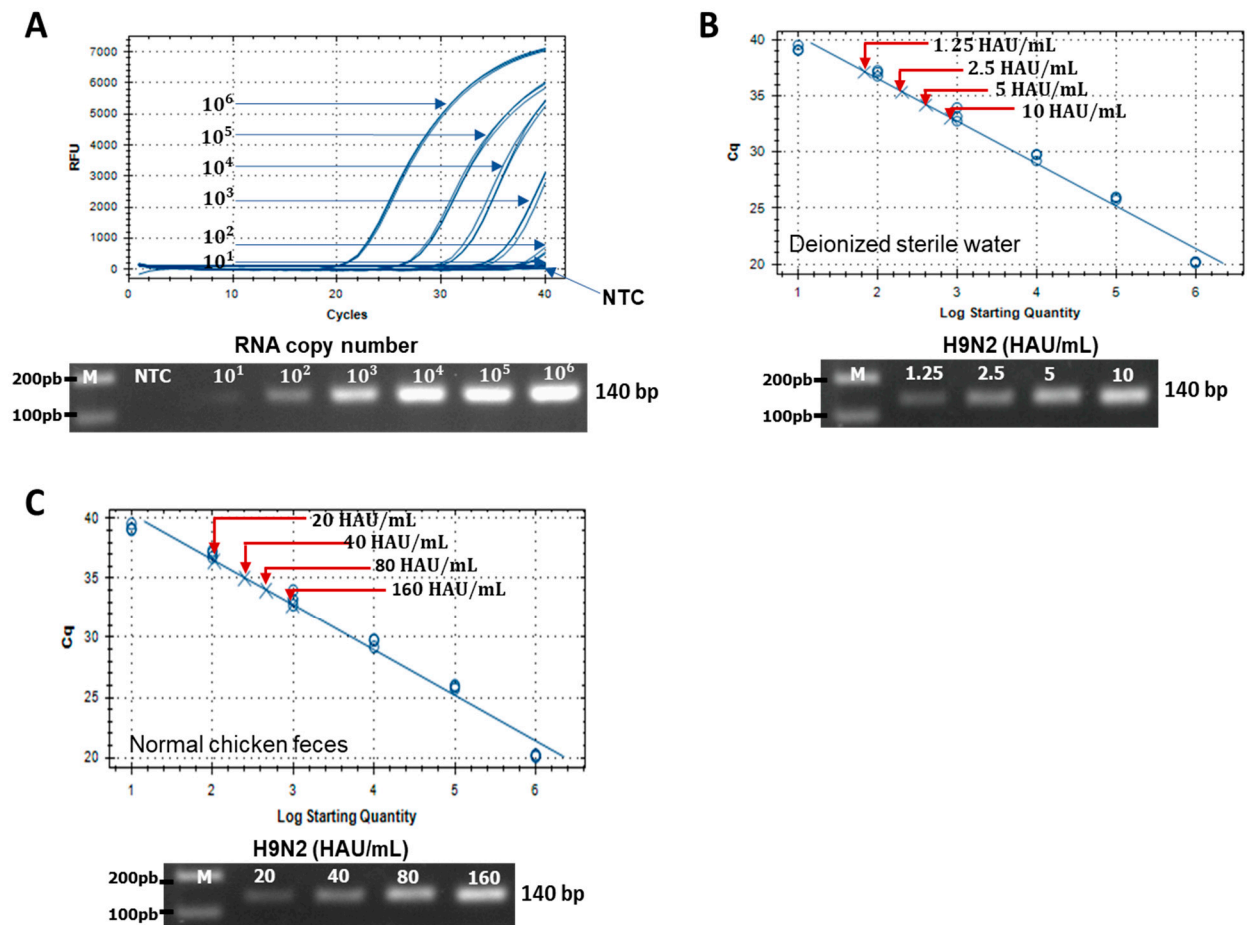 A
7000
6000
5000
4000
3000
2000
1000
0
RFU
10⁶
10⁵
10⁴
10³
10²
10¹
0 10 20 30 40
Cycles
NTC
RNA copy number
200pb
100pb
M NTC 10¹ 10² 10³ 10⁴ 10⁵ 10⁶
140 bp
B
40
35
30
25
20
Cq
1.25 HAU/mL
2.5 HAU/mL
5 HAU/mL
10 HAU/mL
Deionized sterile water
1 2 3 4 5 6
Log Starting Quantity
H9N2 (HAU/mL)
200pb
100pb
M 1.25 2.5 5 10
140 bp
C
40
35
30
25
20
Cq
20 HAU/mL
40 HAU/mL
80 HAU/mL
160 HAU/mL
Normal chicken feces
1 2 3 4 5 6
Log Starting Quantity
H9N2 (HAU/mL)
200pb
100pb
M 20 40 80 160
140 bp